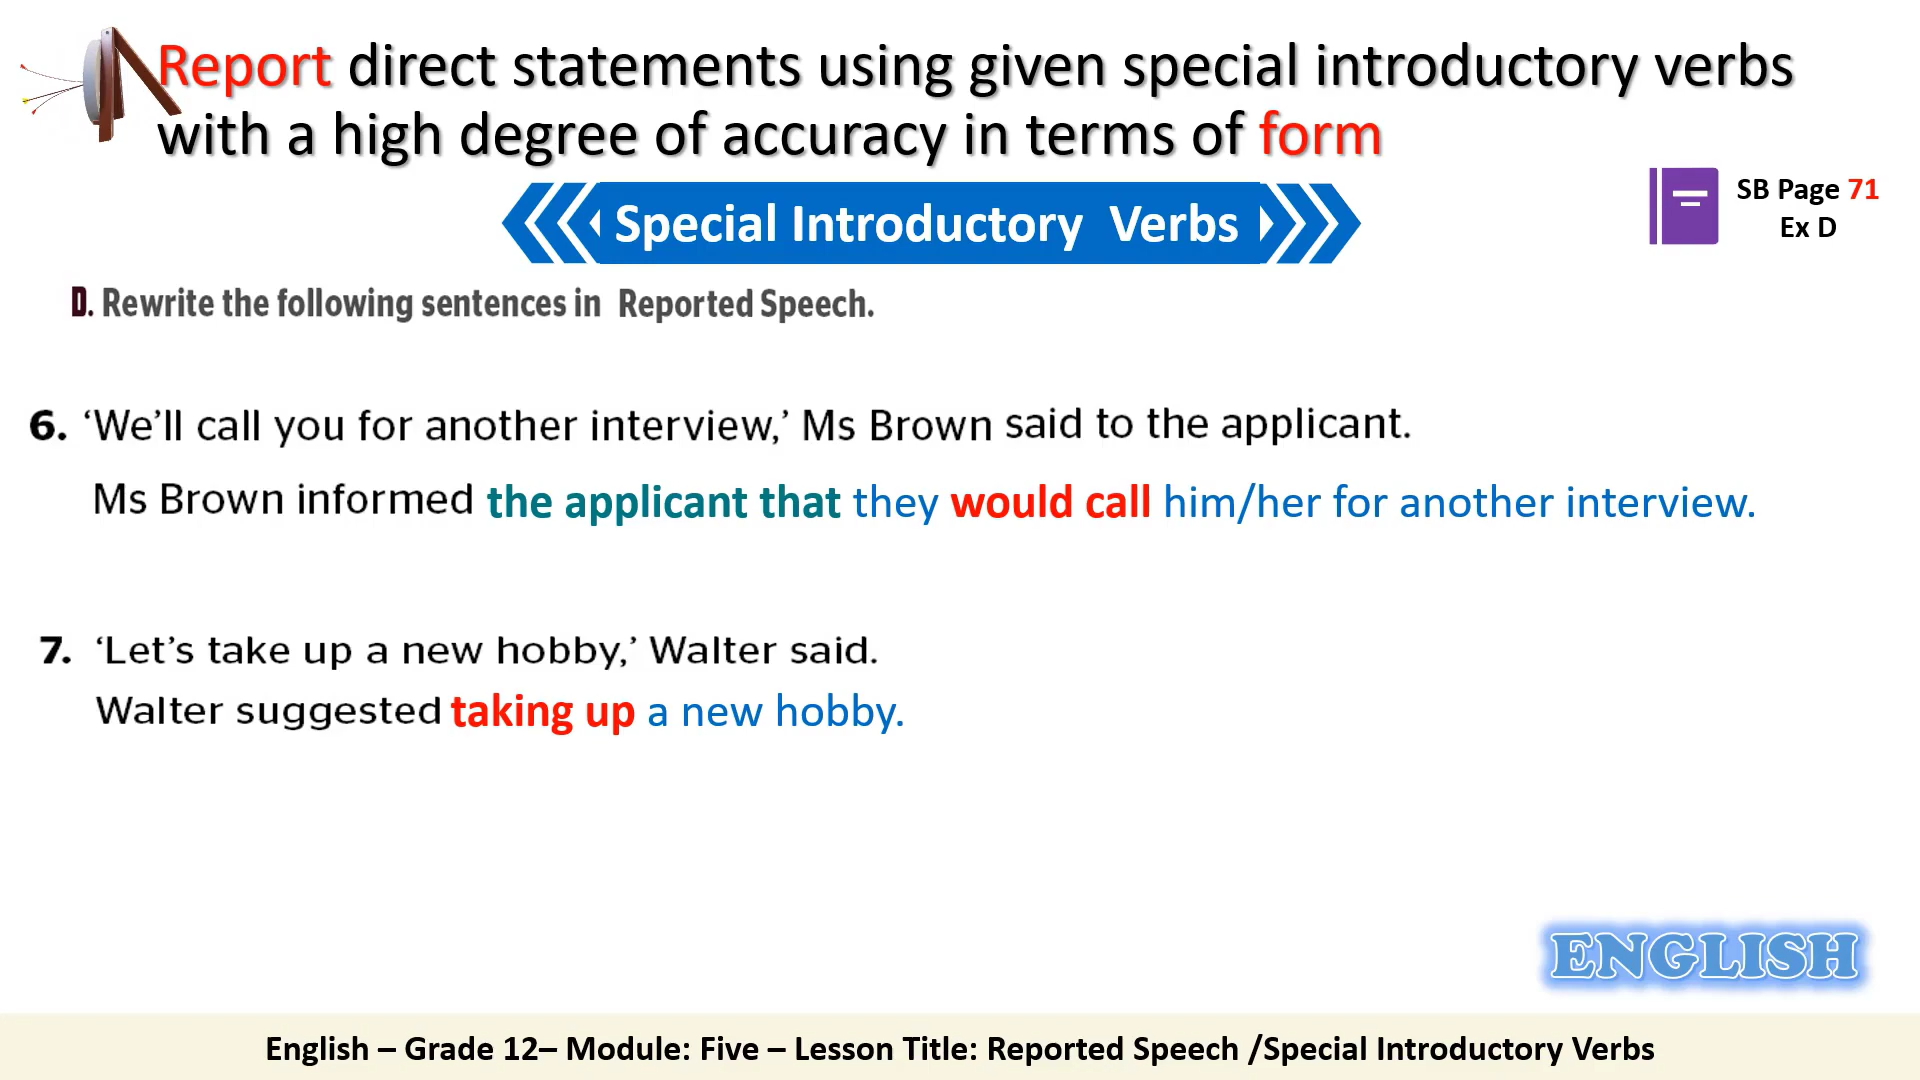 Report direct statements using given special introductory verbs
with a high degree of accuracy in terms of form
Special Introductory Verbs
SB Page 71
Ex D
D. Rewrite the following sentences in Reported Speech.
6. ‘We’ll call you for another interview,’ Ms Brown said to the applicant.
Ms Brown informed the applicant that they would call him/her for another interview.
7. ‘Let’s take up a new hobby,’ Walter said.
Walter suggested taking up a new hobby.
ENGLISH
English – Grade 12– Module: Five – Lesson Title: Reported Speech /Special Introductory Verbs